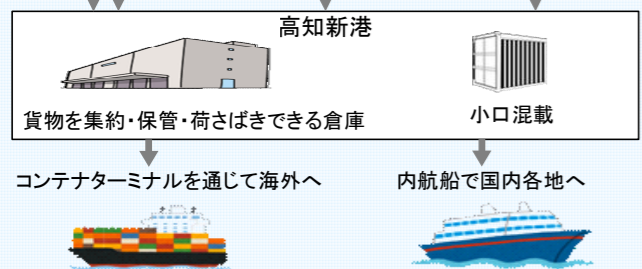 高知新港
貨物を集約・保管・荷さばきできる倉庫
小口混載
コンテナターミナルを通じて海外へ
内航船で国内各地へ